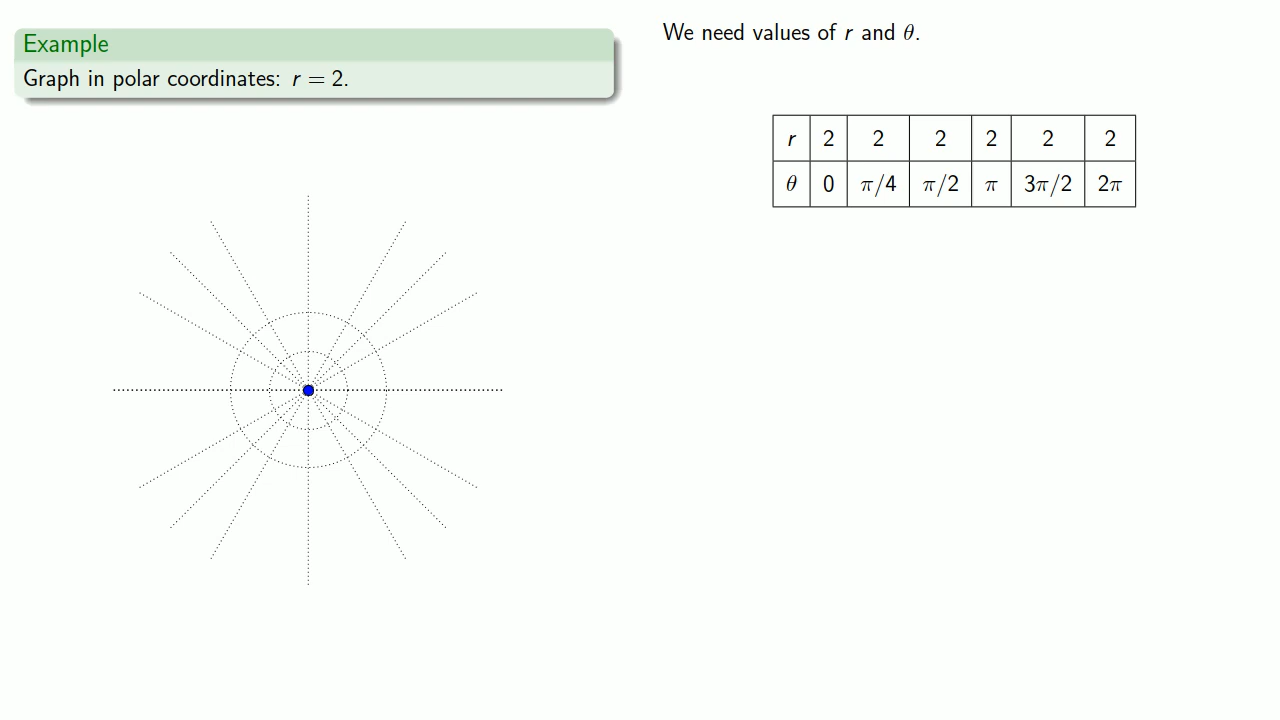 Example
Graph in polar coordinates: r = 2.
We need values of r and θ.
r 2 2 2 2 2 2
θ 0 π/4 π/2 π 3π/2 2π